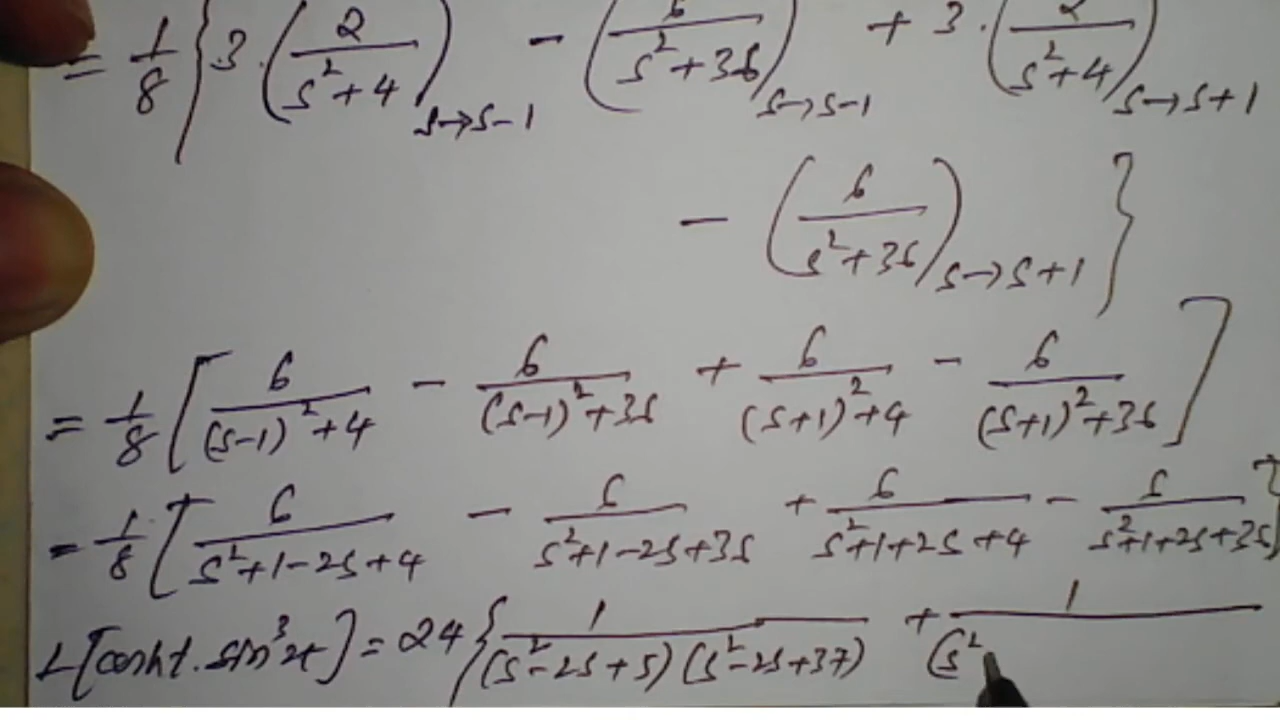 = 1/8 { 3 · (2/(s²+4))s→s-1 - (6/(s²+36))s→s-1 + 3 · (2/(s²+4))s→s+1
- (6/(s²+36))s→s+1 }
= 1/8 [ 6/((s-1)²+4) - 6/((s-1)²+36) + 6/((s+1)²+4) - 6/((s+1)²+36) ]
= 1/8 [ 6/(s²+1-2s+4) - 6/(s²+1-2s+36) + 6/(s²+1+2s+4) - 6/(s²+1+2s+36) ]
L[cosht. sin³2t] = 24 { 1/((s²-2s+5)(s²-2s+37)) + 1/(s²